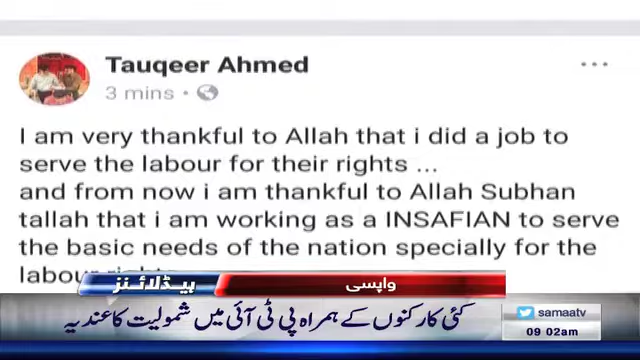 Tauqeer Ahmed
3 mins •
I am very thankful to Allah that i did a job to
serve the labour for their rights ...
and from now i am thankful to Allah Subhan
tallah that i am working as a INSAFIAN to serve
the basic needs of the nation specially for the
labour
ہیڈلائنز
واپسی
کئی کارکنوں کے ہمراہ پی ٹی آئی میں شمولیت کا عندیہ
samaatv
09 02am